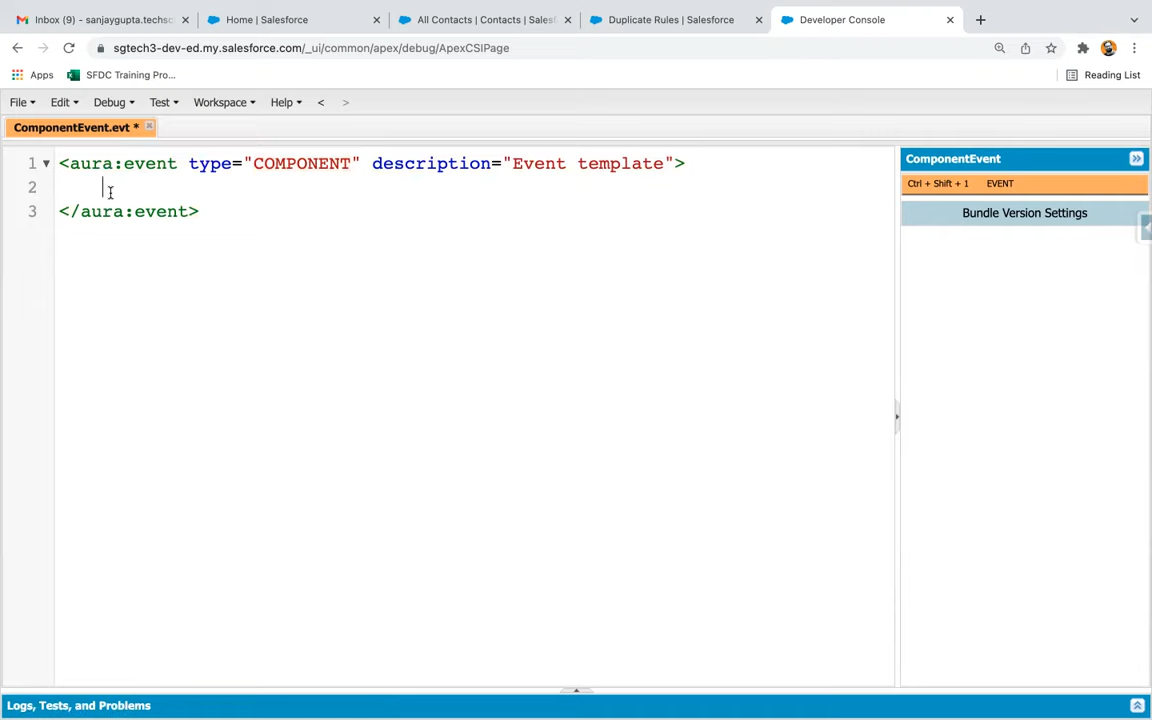 Inbox (9) - sanjaygupta.techsc
Home | Salesforce
All Contacts | Contacts | Salesf
Duplicate Rules | Salesforce
Developer Console
sgtech3-dev-ed.my.salesforce.com/_ui/common/apex/debug/ApexCSIPage
Apps
SFDC Training Pro...
Reading List
File Edit Debug Test Workspace Help < >
ComponentEvent.evt *
1 <aura:event type="COMPONENT" description="Event template">
2
3 </aura:event>
ComponentEvent
Ctrl + Shift + 1 EVENT
Bundle Version Settings
Logs, Tests, and Problems